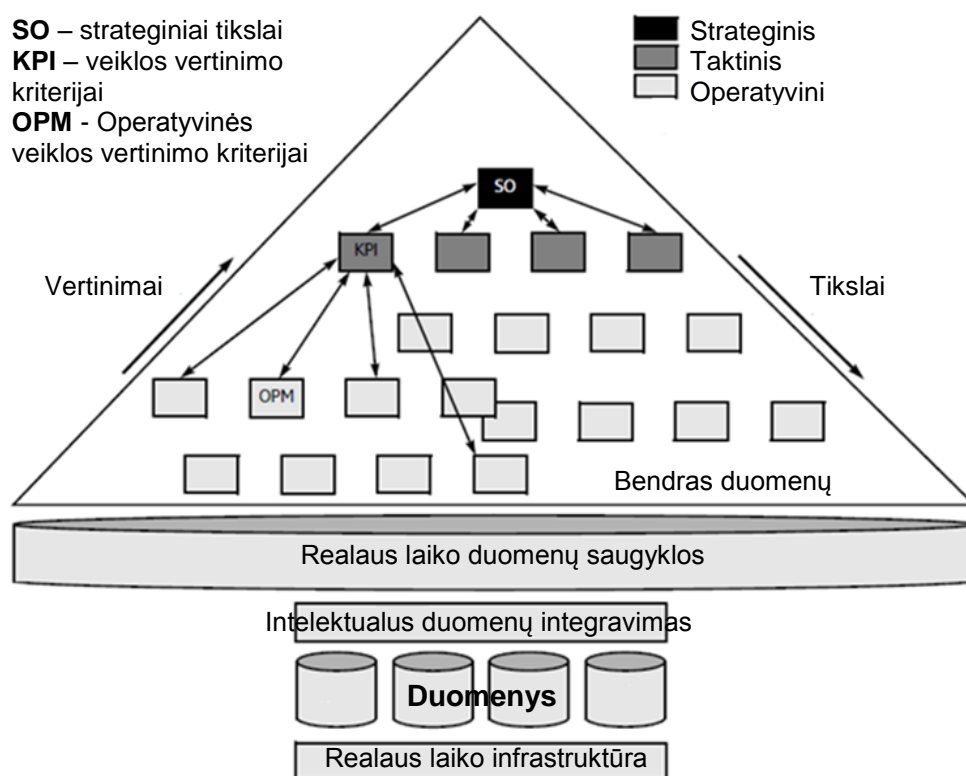 SO – strateginiai tikslai
KPI – veiklos vertinimo
kriterijai
OPM - Operatyvinės
veiklos vertinimo kriterijai
Strateginis
Taktinis
Operatyvini
SO
KPI
Vertinimai
Tikslai
OPM
Bendras duomenų
Realaus laiko duomenų saugyklos
Intelektualus duomenų integravimas
Duomenys
Realaus laiko infrastruktūra